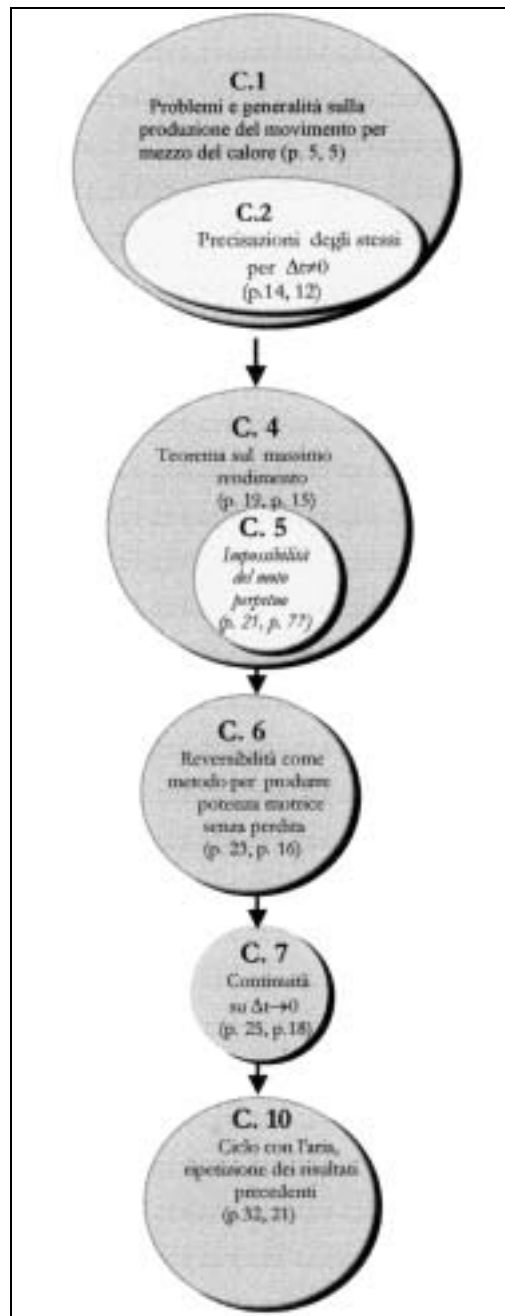 C.1
Problemi e generalità sulla
produzione del movimento per
mezzo del calore (p. 5, 5)
C.2
Precisazioni degli stessi
per Δt≠0
(p.14, 12)
C. 4
Teorema sul massimo
rendimento
(p. 19, p. 15)
C. 5
Impossibilità
del moto
perpetuo
(p. 21, p. 7?)
C. 6
Reversibilità come
metodo per produrre
potenza motrice
senza perdita
(p. 23, p. 16)
C. 7
Continuità
su Δt→0
(p. 25, p.18)
C. 10
Ciclo con l'aria,
ripetizione dei risultati
precedenti
(p.32, 21)